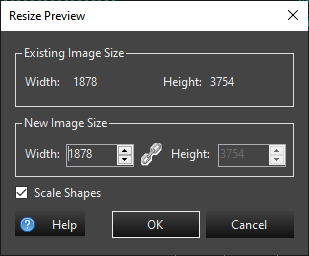 Resize Preview
Existing Image Size
Width: 1878 Height: 3754
New Image Size
Width: 1878 Height: 3754
Scale Shapes
? Help OK Cancel